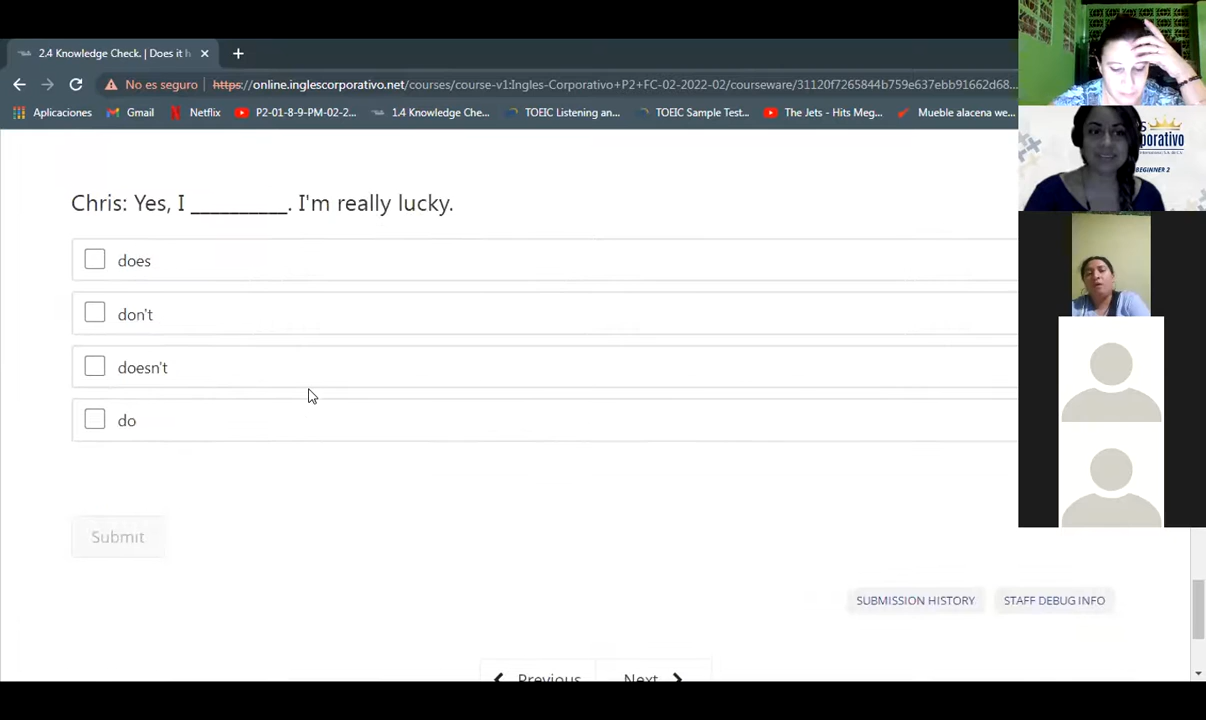 2.4 Knowledge Check. | Does it h
No es seguro
https://online.inglescorporativo.net/courses/course-v1:Ingles-Corporativo+P2+FC-02-2022-02/courseware/31120f7265844b759e637ebb91662d68...
Aplicaciones
Gmail
Netflix
P2-01-8-9-PM-02-2...
1.4 Knowledge Che...
TOEIC Listening an...
TOEIC Sample Test...
The Jets - Hits Meg...
Mueble alacena we...
porativo
BEGINNER 2
Chris: Yes, I __________. I'm really lucky.
does
don't
doesn't
do
Submit
SUBMISSION HISTORY
STAFF DEBUG INFO
Previous
Next